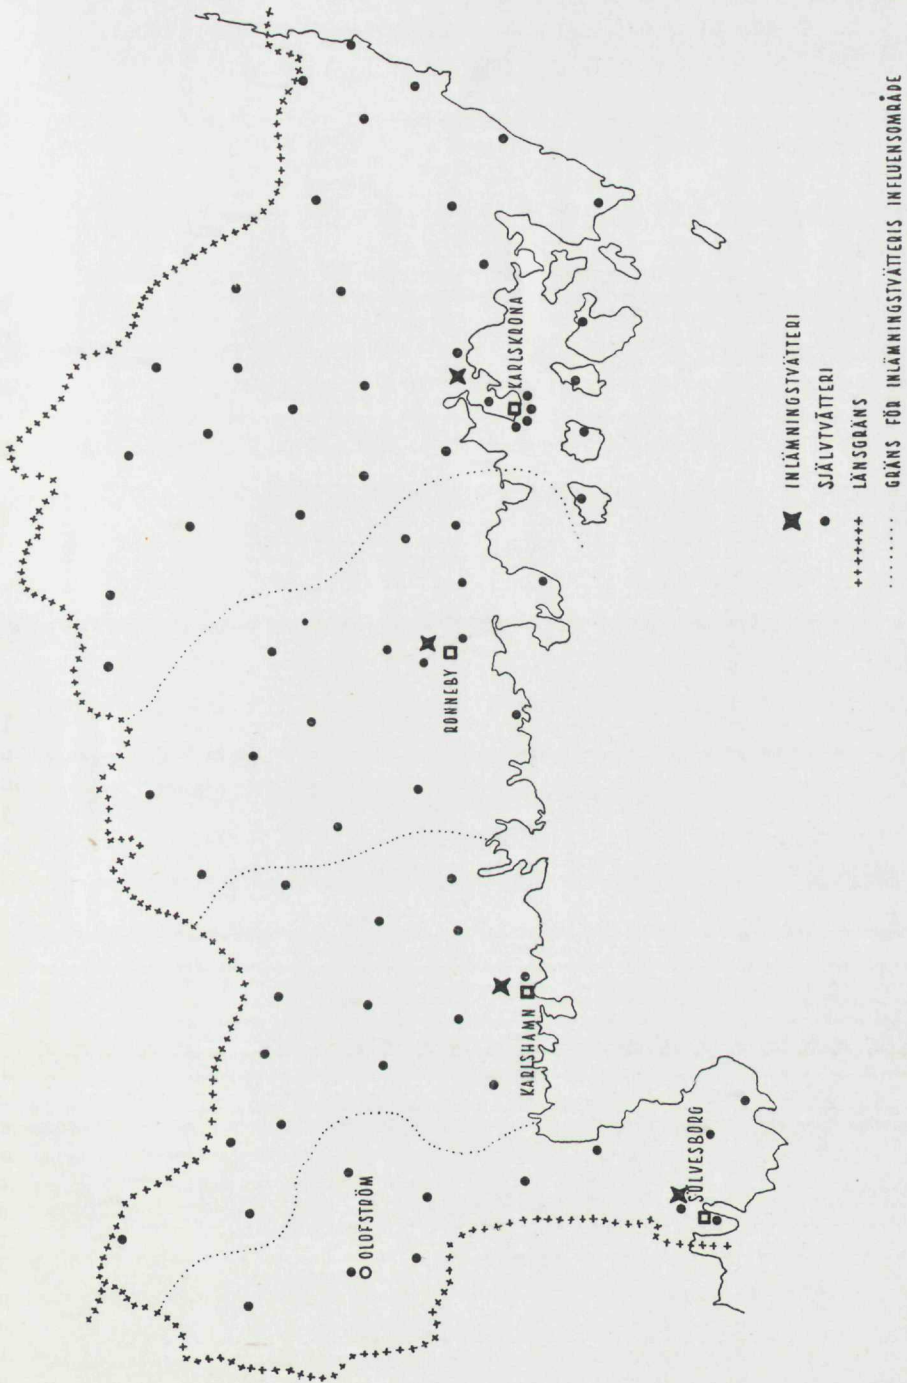 OLOFSTRÖM
SÖLVESBORG
KARLSHAMN
RONNEBY
KARLSKRONA
INLÄMNINGSTVÄTTERI
SJÄLVTVÄTTERI
LÄNSGRÄNS
GRÄNS FÖR INLÄMNINGSTVÄTTERIS INFLUENSOMRÅDE